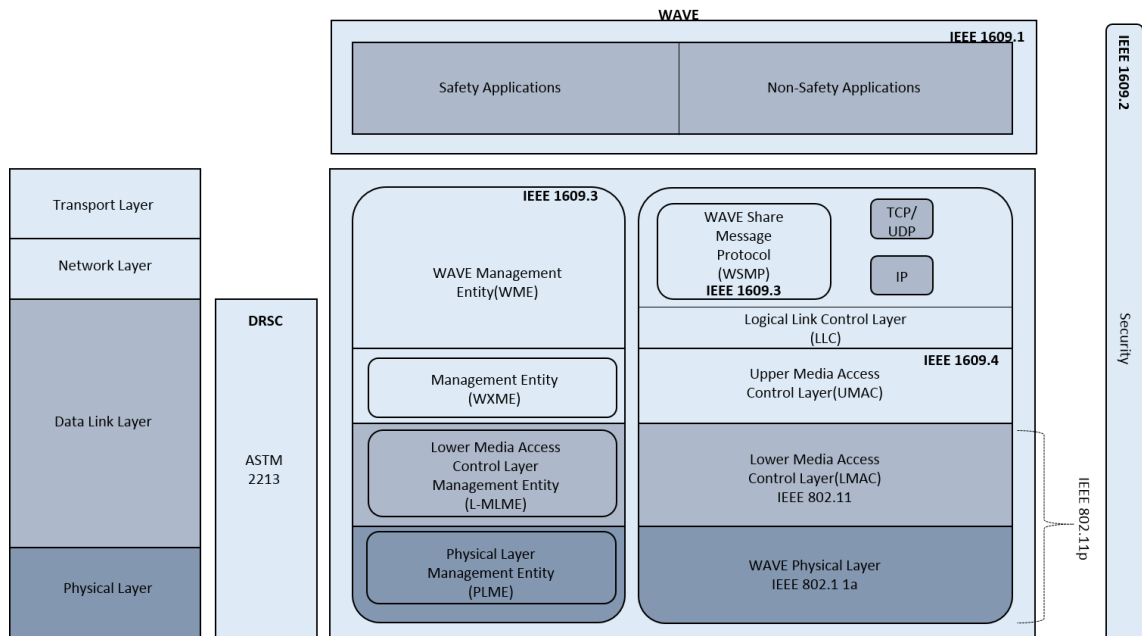 WAVE
IEEE 1609.1
Safety Applications
Non-Safety Applications
IEEE 1609.2
Security
Transport Layer
Network Layer
Data Link Layer
Physical Layer
DRSC
ASTM
2213
IEEE 1609.3
WAVE Management
Entity(WME)
Management Entity
(WXME)
Lower Media Access
Control Layer
Management Entity
(L-MLME)
Physical Layer
Management Entity
(PLME)
WAVE Share
Message
Protocol
(WSMP)
IEEE 1609.3
TCP/
UDP
IP
Logical Link Control Layer
(LLC)
IEEE 1609.4
Upper Media Access
Control Layer(UMAC)
Lower Media Access
Control Layer(LMAC)
IEEE 802.11
WAVE Physical Layer
IEEE 802.1 1a
IEEE 802.11p